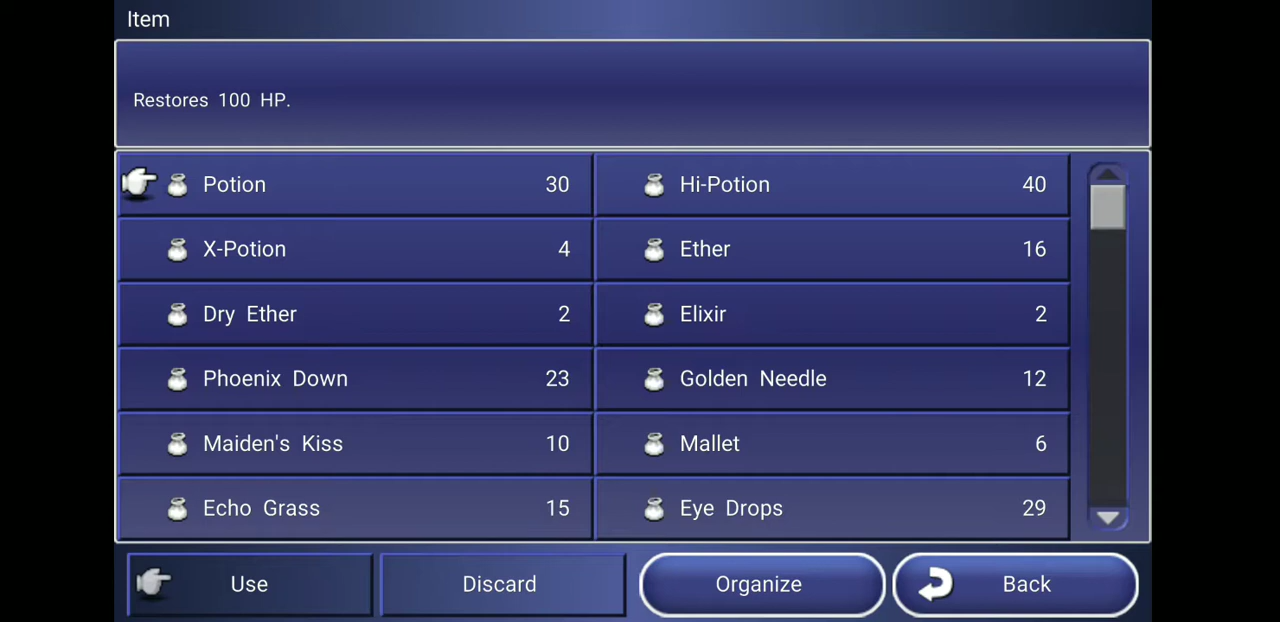 Item
Restores 100 HP.
Potion 30 Hi-Potion 40
X-Potion 4 Ether 16
Dry Ether 2 Elixir 2
Phoenix Down 23 Golden Needle 12
Maiden's Kiss 10 Mallet 6
Echo Grass 15 Eye Drops 29
Use Discard Organize Back